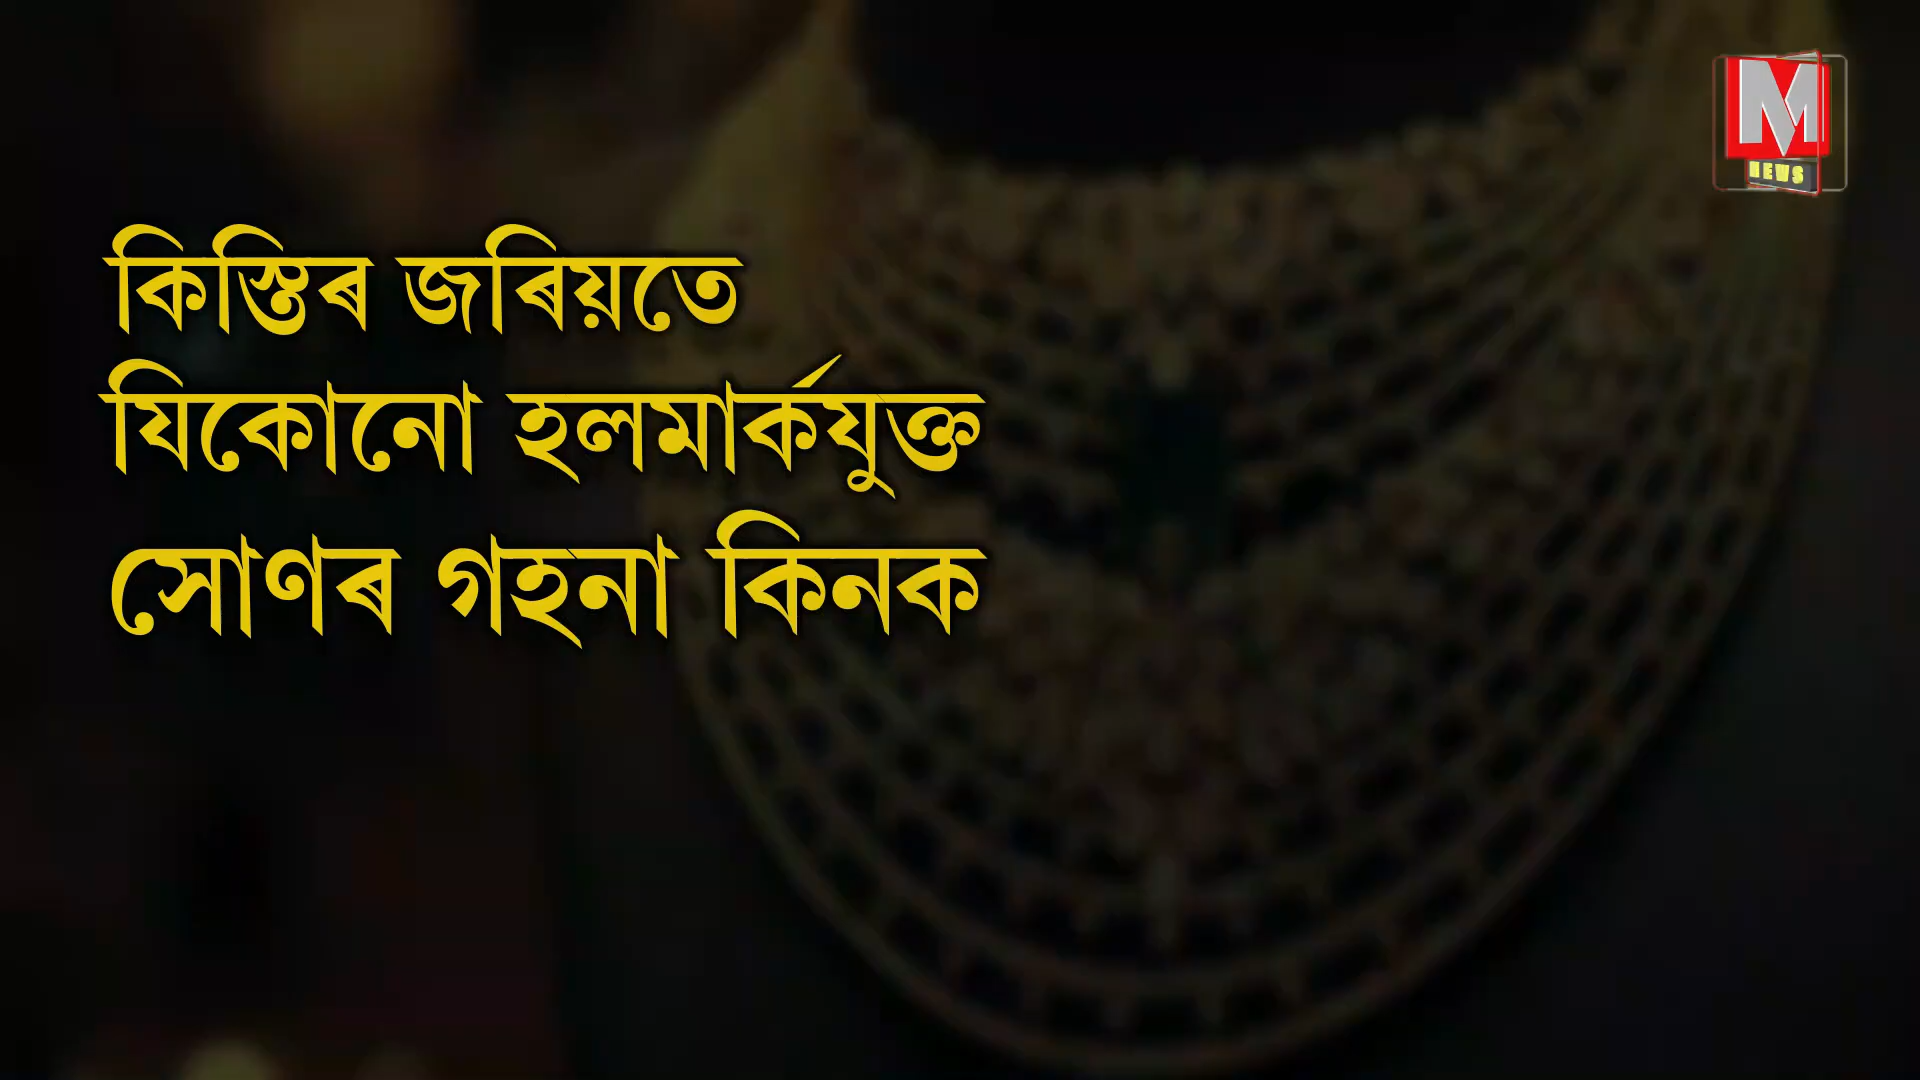 কিস্তিৰ জৰিয়তে
যিকোনো হলমাৰ্কযুক্ত
সোণৰ গহনা কিনক
M
NEWS